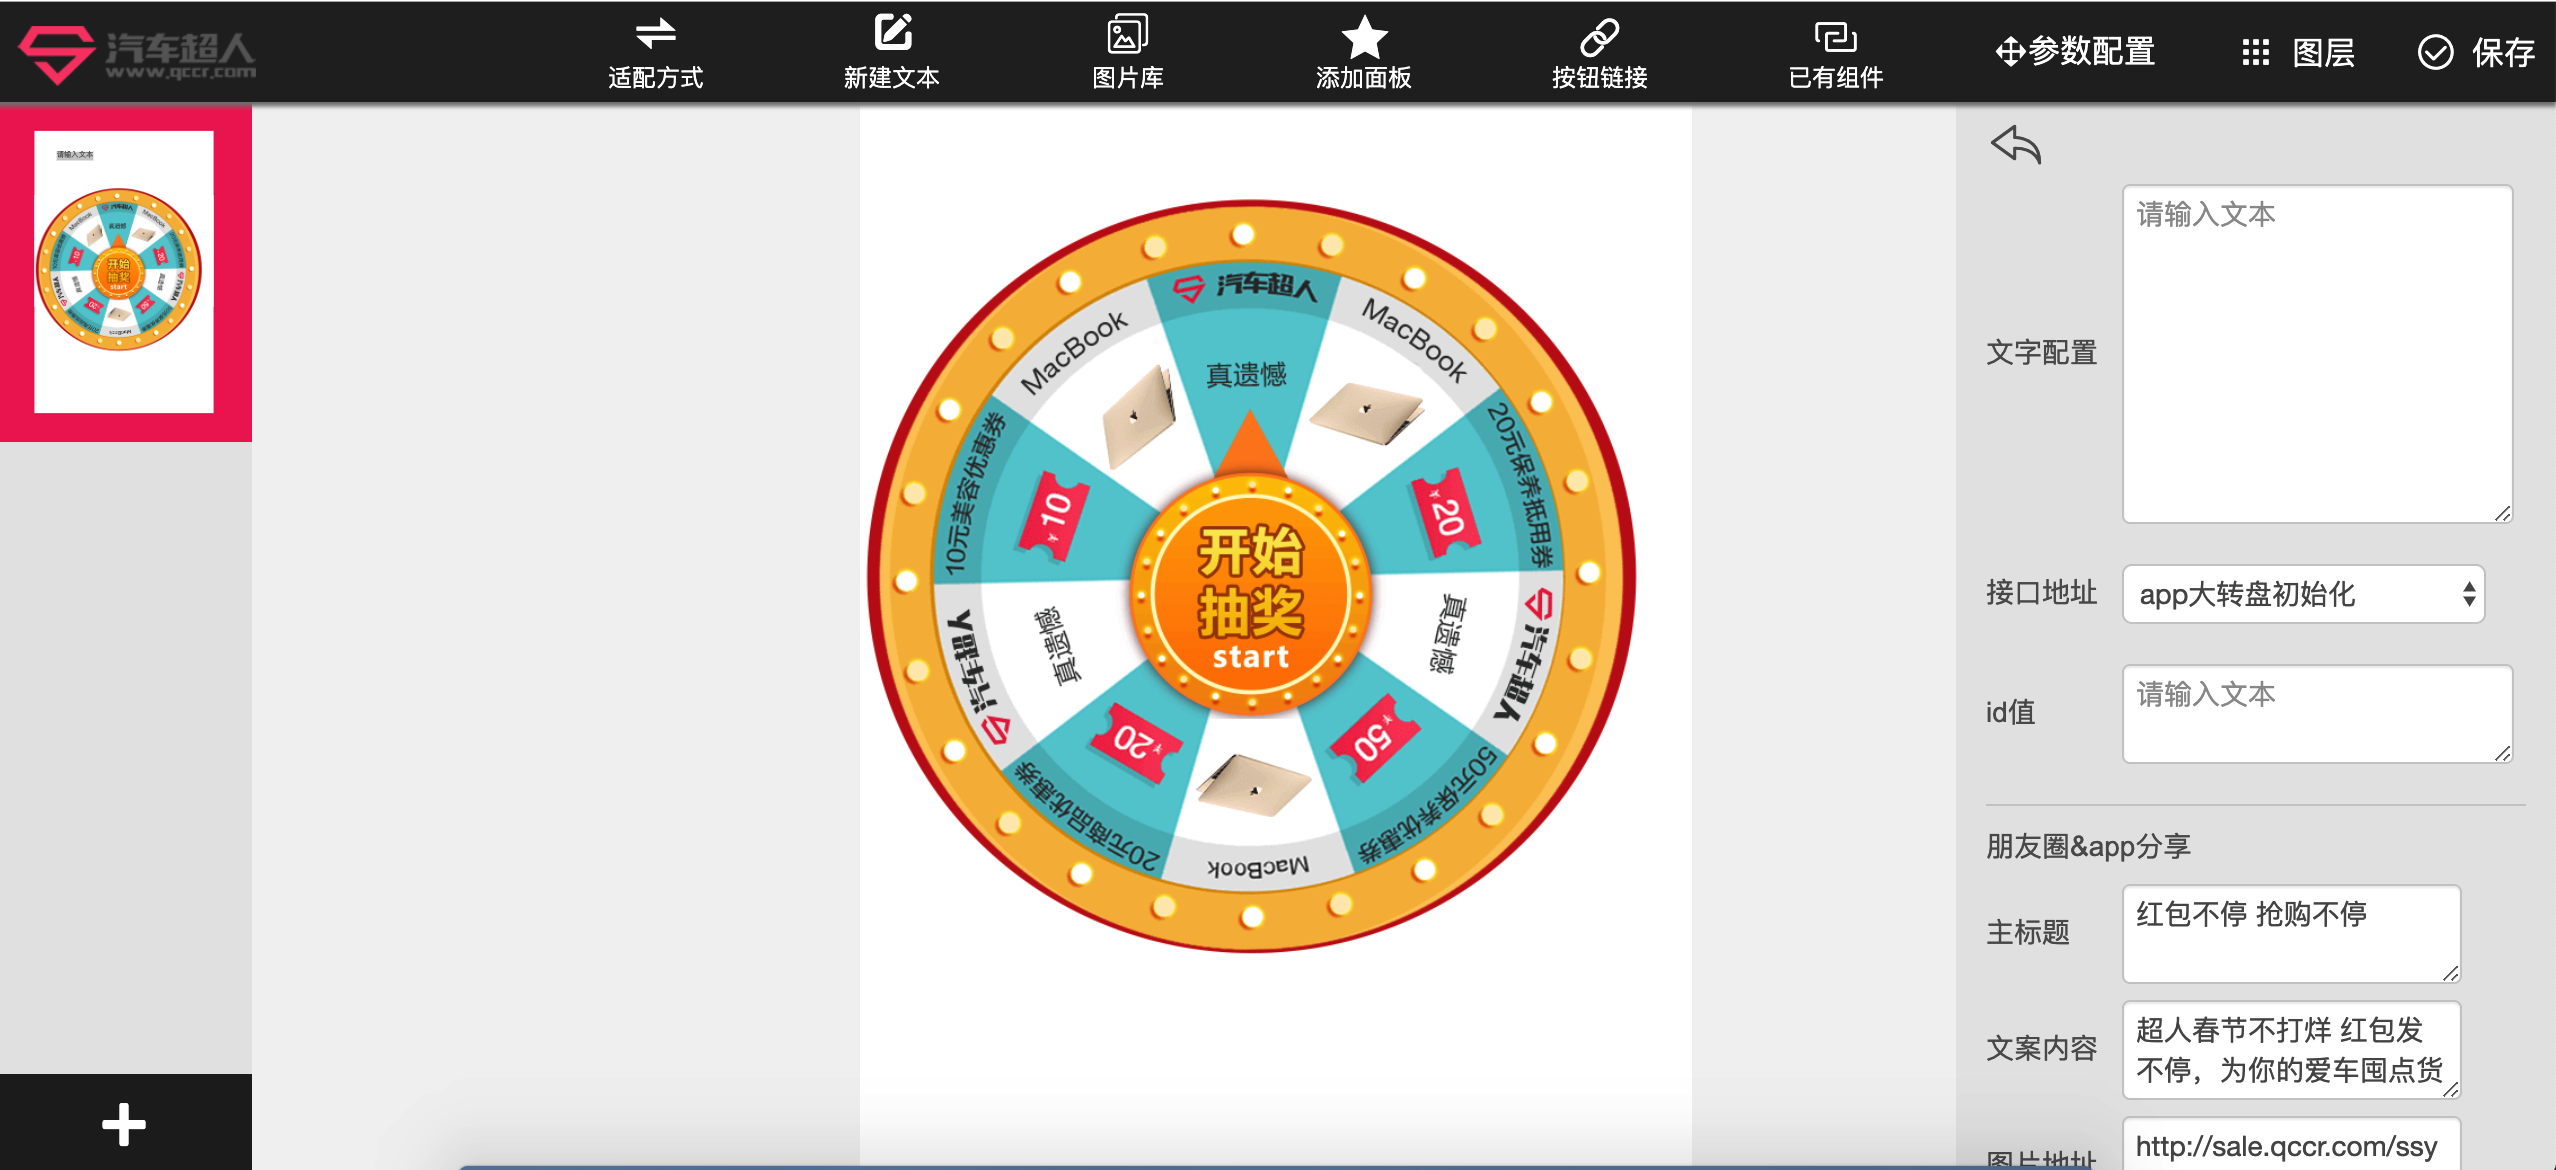 汽车超人
www.qccr.com
适配方式
新建文本
图片库
添加面板
按钮链接
已有组件
参数配置
图层
保存
请输入文本
汽车超人
真遗憾
MacBook
20元保养抵用券
20
汽车超人
真遗憾
50元保养优惠券
50
MacBook
20元商品优惠券
20
汽车超人
真遗憾
10元美容优惠券
10
MacBook
开始
抽奖
start
文字配置
请输入文本
接口地址
app大转盘初始化
id值
请输入文本
朋友圈&app分享
主标题
红包不停 抢购不停
文案内容
超人春节不打烊 红包发
不停，为你的爱车囤点货
图片地址
http://sale.qccr.com/ssy